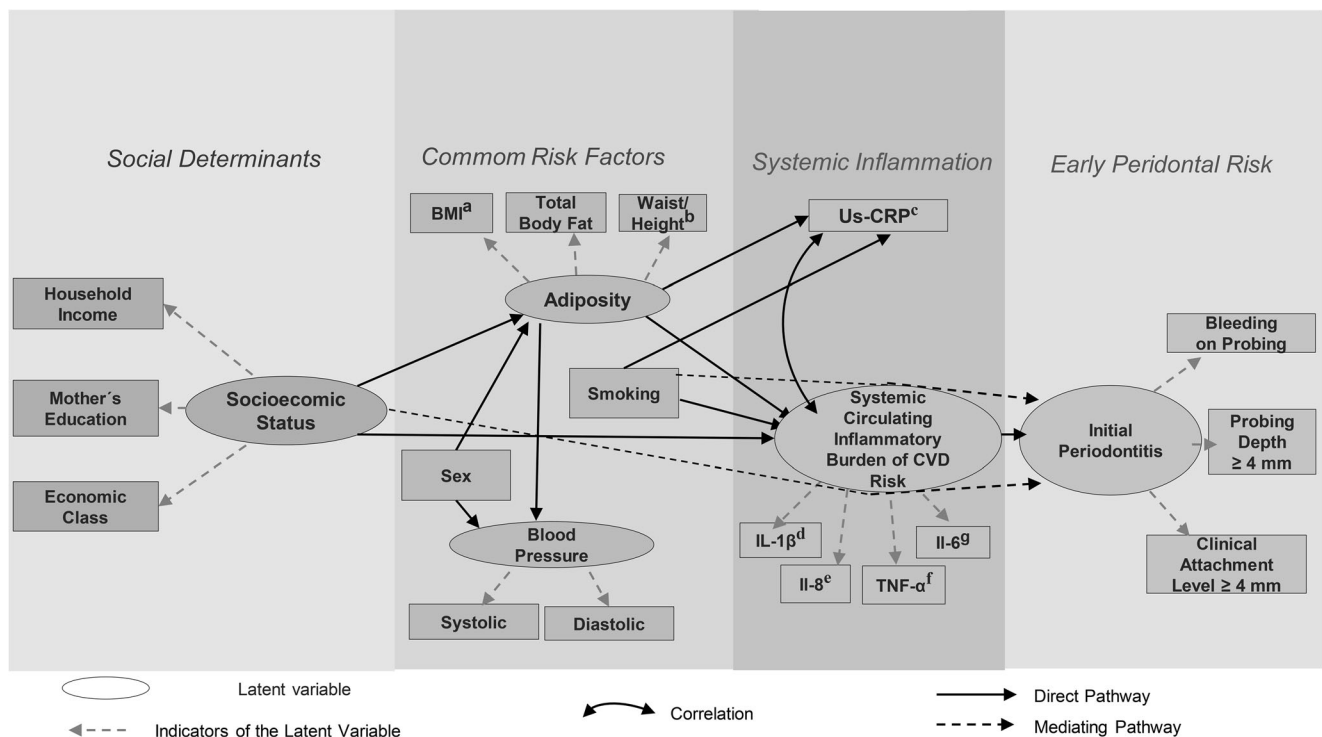 Social Determinants
Commom Risk Factors
Systemic Inflammation
Early Peridontal Risk
BMIa
Total
Body Fat
Waist/
Heightb
Us-CRPc
Household
Income
Adiposity
Bleeding
on Probing
Mother´s
Education
Socioecomic
Status
Smoking
Systemic
Circulating
Inflammatory
Burden of CVD
Risk
Initial
Periodontitis
Probing
Depth
≥ 4 mm
Sex
Economic
Class
Blood
Pressure
IL-1βd
Il-6g
Il-8e
TNF-αf
Clinical
Attachment
Level ≥ 4 mm
Systolic
Diastolic
Latent variable
Indicators of the Latent Variable
Correlation
Direct Pathway
Mediating Pathway